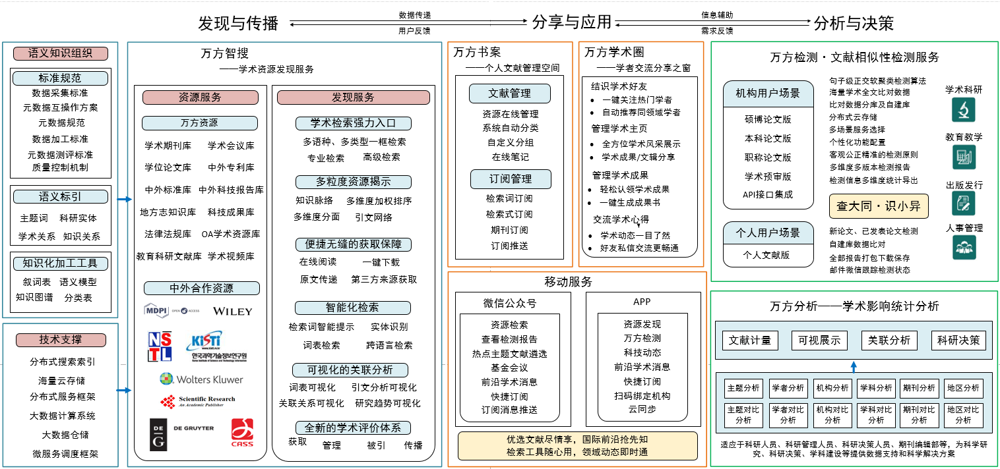 发现与传播
数据传递
用户反馈
分享与应用
信息辅助
需求反馈
分析与决策
语义知识组织
标准规范
数据采集标准
元数据互操作方案
元数据规范
数据加工标准
元数据测评标准
质量控制机制
语义标引
主题词 科研实体
学术关系 知识关系
知识化加工工具
叙词表 语义模型
知识图谱 分类表
技术支撑
分布式搜索索引
海量云存储
分布式服务框架
大数据计算系统
大数据仓储
微服务调度框架
万方智搜
——学术资源发现服务
资源服务
万方资源
学术期刊库 学术会议库
学位论文库 中外专利库
中外标准库 中外科技报告库
地方志知识库 科技成果库
法律法规库 OA学术资源库
教育科研文献库 学术视频库
中外合作资源
MDPI OPEN ACCESS WILEY
NS
TL
KiSTi
www.kisti.re.kr
한국과학기술정보연구원
Korea Institute of Science and Technology Information
Wolters Kluwer
Scientific Research
An Academic Publisher
DE
G
DE GRUYTER
CASS
发现服务
学术检索强力入口
多语种、多类型一框检索
专业检索 高级检索
多粒度资源揭示
知识脉络 多维度加权排序
多维度分面 引文网络
便捷无缝的获取保障
在线阅读 一键下载
原文传递 第三方来源获取
智能化检索
检索词智能提示 实体识别
词表检索 跨语言检索
可视化的关联分析
词表可视化 引文分析可视化
关联关系可视化 研究趋势可视化
全新的学术评价体系
获取 管理 被引 传播
万方书案
——个人文献管理空间
文献管理
资源在线管理
系统自动分类
自定义分组
在线笔记
订阅管理
检索词订阅
检索式订阅
期刊订阅
订阅推送
万方学术圈
——学者交流分享之窗
结识学术好友
• 一键关注热门学者
• 自动推荐同领域学者
管理学术主页
• 全方位学术风采展示
• 学术成果/文辑分享
管理学术成果
• 轻松认领学术成果
• 一键生成成果书
交流学术心得
• 学术动态一目了然
• 好友私信交流更畅通
移动服务
微信公众号
资源检索
查看检测报告
热点主题文献遴选
基金会议
前沿学术消息
快捷订阅
订阅消息推送
APP
资源发现
万方检测
科技动态
前沿学术消息
快捷订阅
扫码绑定机构
云同步
优选文献尽情享，国际前沿抢先知
检索工具随心用，领域动态即时通
万方检测·文献相似性检测服务
机构用户场景
硕博论文版
本科论文版
职称论文版
学术预审版
API接口集成
个人用户场景
个人文献版
句子级正交软聚类检测算法
海量学术全文比对数据
比对数据分库及自建库
分布式云存储
多场景服务选择
个性化功能配置
客观公正精准的检测原则
多维度多版本检测报告
检测信息多维度统计导出
查大同·识小异
新论文、已发表论文检测
自建库数据比对
全部报告打包下载保存
邮件微信跟踪检测状态
学术科研
教育教学
出版发行
人事管理
万方分析——学术影响统计分析
文献计量 可视展示 关联分析 科研决策
主题分析 学者分析 机构分析 学科分析 期刊分析 地区分析
主题对比 学者对比 机构对比 学科对比 期刊对比 地区对比
分析 分析 分析 分析 分析 分析
适应于科研人员、科研管理人员、科研决策人员、期刊编辑部等，为科学研
究、科研决策、学科建设等提供数据支持和科学解决方案